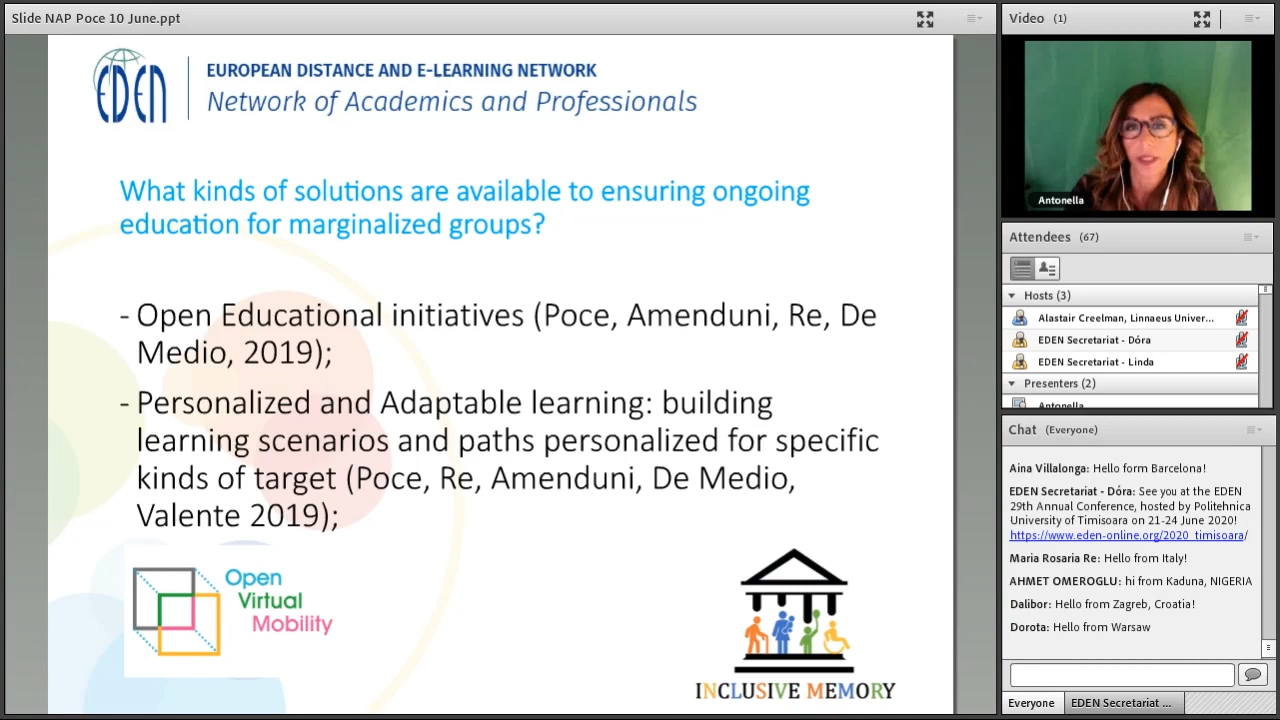 Slide NAP Poce 10 June.ppt
EDEN
EUROPEAN DISTANCE AND E-LEARNING NETWORK
Network of Academics and Professionals
What kinds of solutions are available to ensuring ongoing
education for marginalized groups?
- Open Educational initiatives (Poce, Amenduni, Re, De
Medio, 2019);
- Personalized and Adaptable learning: building
learning scenarios and paths personalized for specific
kinds of target (Poce, Re, Amenduni, De Medio,
Valente 2019);
Open
Virtual
Mobility
INCLUSIVE MEMORY
Video (1)
Antonella
Attendees (67)
Hosts (3)
Alastair Creelman, Linnaeus Univer...
EDEN Secretariat - Dóra
EDEN Secretariat - Linda
Presenters (2)
Antonella
Chat (Everyone)
Aina Villalonga: Hello form Barcelona!
EDEN Secretariat - Dóra: See you at the EDEN
29th Annual Conference, hosted by Politehnica
University of Timisoara on 21-24 June 2020!
https://www.eden-online.org/2020_timisoara/
Maria Rosaria Re: Hello from Italy!
AHMET OMEROGLU: hi from Kaduna, NIGERIA
Dalibor: Hello from Zagreb, Croatia!
Dorota: Hello from Warsaw
Everyone
EDEN Secretariat ...